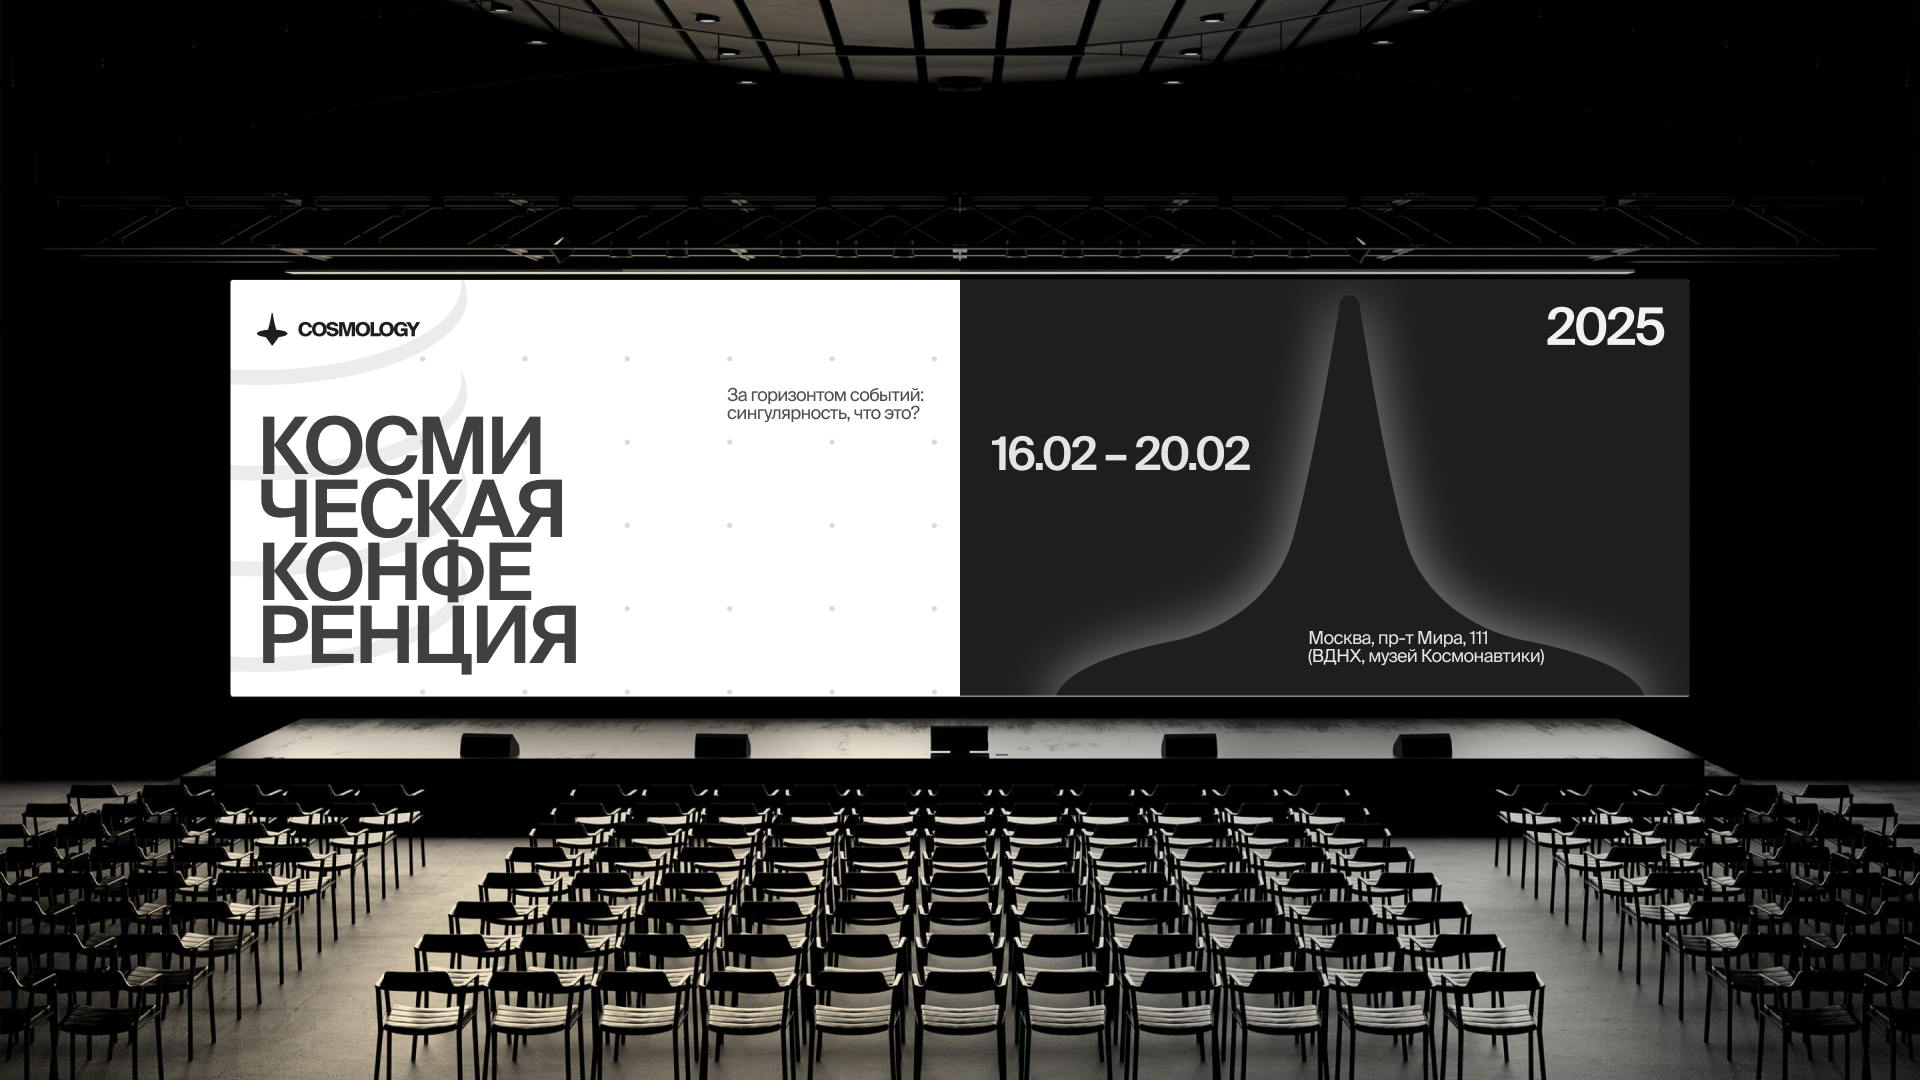 COSMOLOGY
За горизонтом событий:
сингулярность, что это?
КОСМИ
ЧЕСКАЯ
КОНФЕ
РЕНЦИЯ
2025
16.02 – 20.02
Москва, пр-т Мира, 111
(ВДНХ, музей Космонавтики)